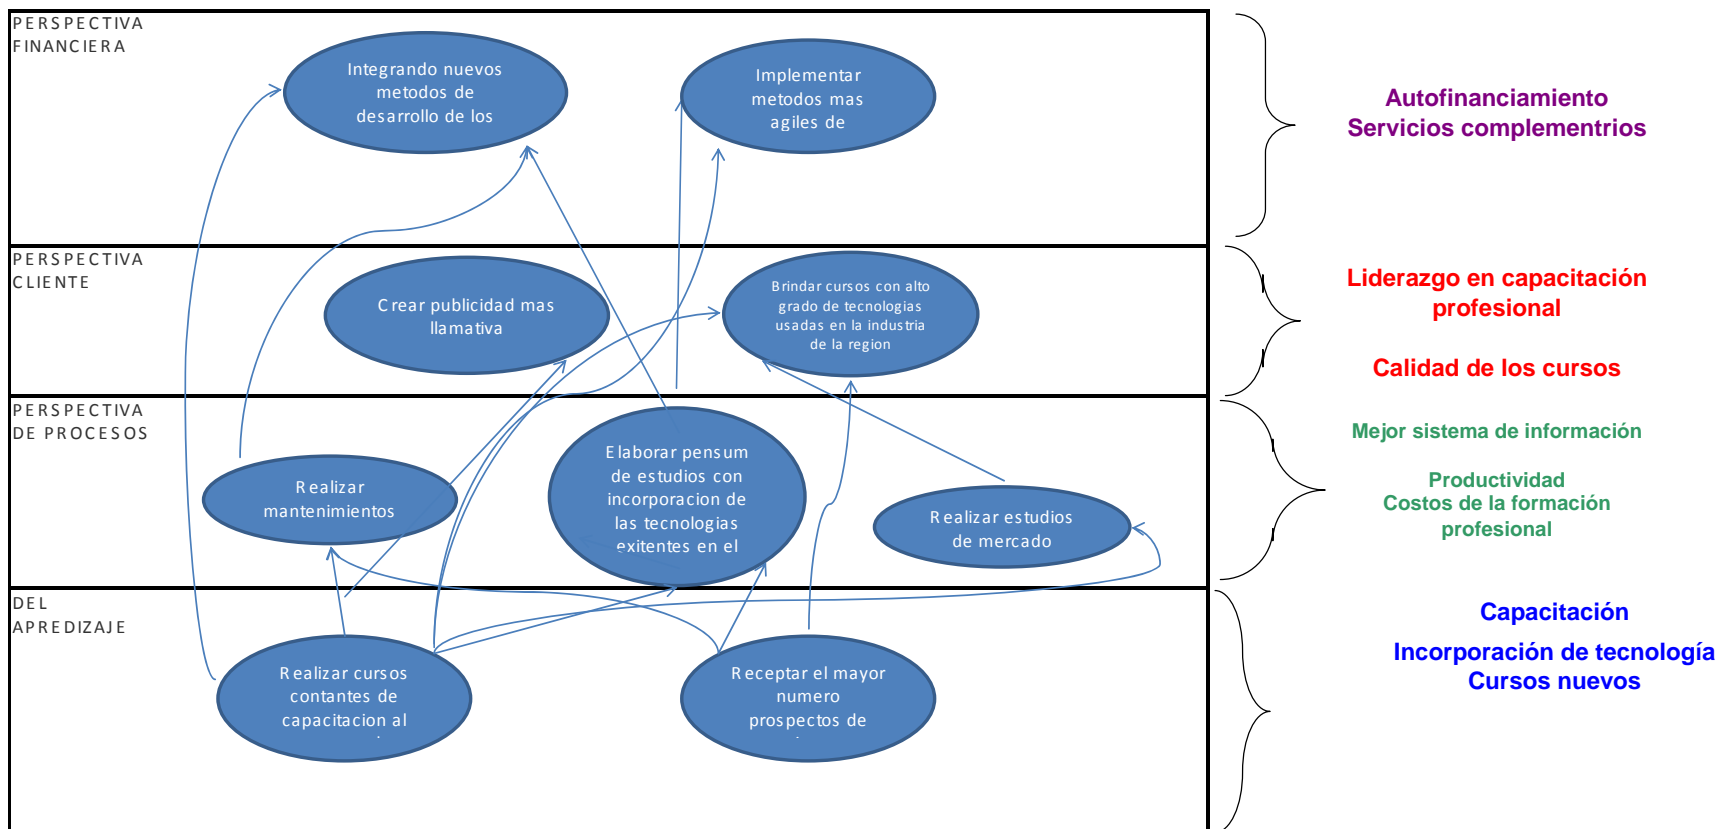 PERSPECTIVA
FINANCIERA
Integrando nuevos
metodos de
desarrollo de los
Implementar
metodos mas
agiles de
Autofinanciamiento
Servicios complementrios
PERSPECTIVA
CLIENTE
Crear publicidad mas
llamativa
Brindar cursos con alto
grado de tecnologias
usadas en la industria
de la region
Liderazgo en capacitación
profesional
Calidad de los cursos
PERSPECTIVA
DE PROCESOS
Realizar
mantenimientos
Elaborar pensum
de estudios con
incorporacion de
las tecnologias
exitentes en el
Realizar estudios
de mercado
Mejor sistema de información
Productividad
Costos de la formación
profesional
DEL
APREDIZAJE
Realizar cursos
contantes de
capacitacion al
Receptar el mayor
numero
prospectos de
Capacitación
Incorporación de tecnología
Cursos nuevos